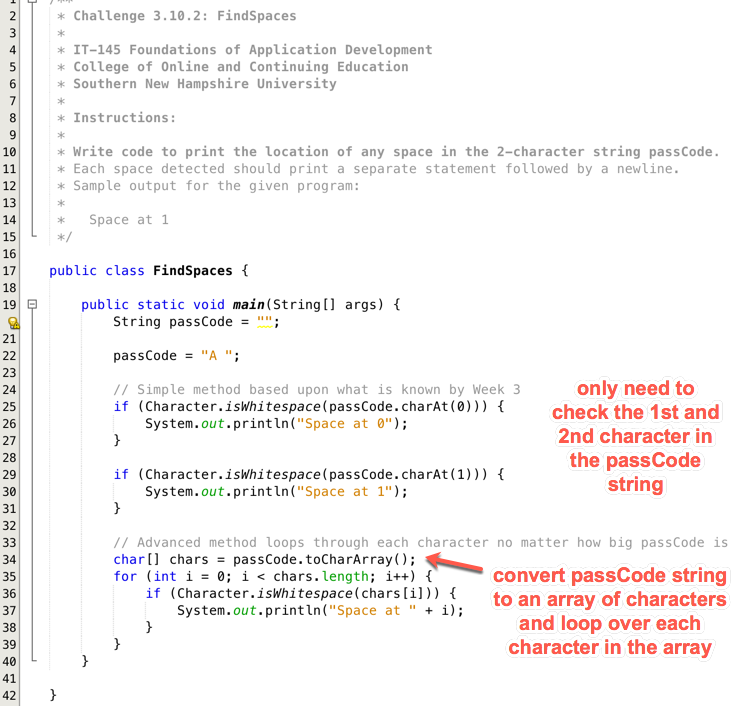 1 /**
2 * Challenge 3.10.2: FindSpaces
3 *
4 * IT-145 Foundations of Application Development
5 * College of Online and Continuing Education
6 * Southern New Hampshire University
7 *
8 * Instructions:
9 *
10 * Write code to print the location of any space in the 2-character string passCode.
11 * Each space detected should print a separate statement followed by a newline.
12 * Sample output for the given program:
13 *
14 *   Space at 1
15 */
16
17 public class FindSpaces {
18
19     public static void main(String[] args) {
        String passCode = "";
21
22         passCode = "A ";
23
24         // Simple method based upon what is known by Week 3
25         if (Character.isWhitespace(passCode.charAt(0))) {
26             System.out.println("Space at 0");
27         }
28
29         if (Character.isWhitespace(passCode.charAt(1))) {
30             System.out.println("Space at 1");
31         }
32
33         // Advanced method loops through each character no matter how big passCode is
34         char[] chars = passCode.toCharArray();
35         for (int i = 0; i < chars.length; i++) {
36             if (Character.isWhitespace(chars[i])) {
37                 System.out.println("Space at " + i);
38             }
39         }
40     }
41
42 }
only need to
check the 1st and
2nd character in
the passCode
string
convert passCode string
to an array of characters
and loop over each
character in the array